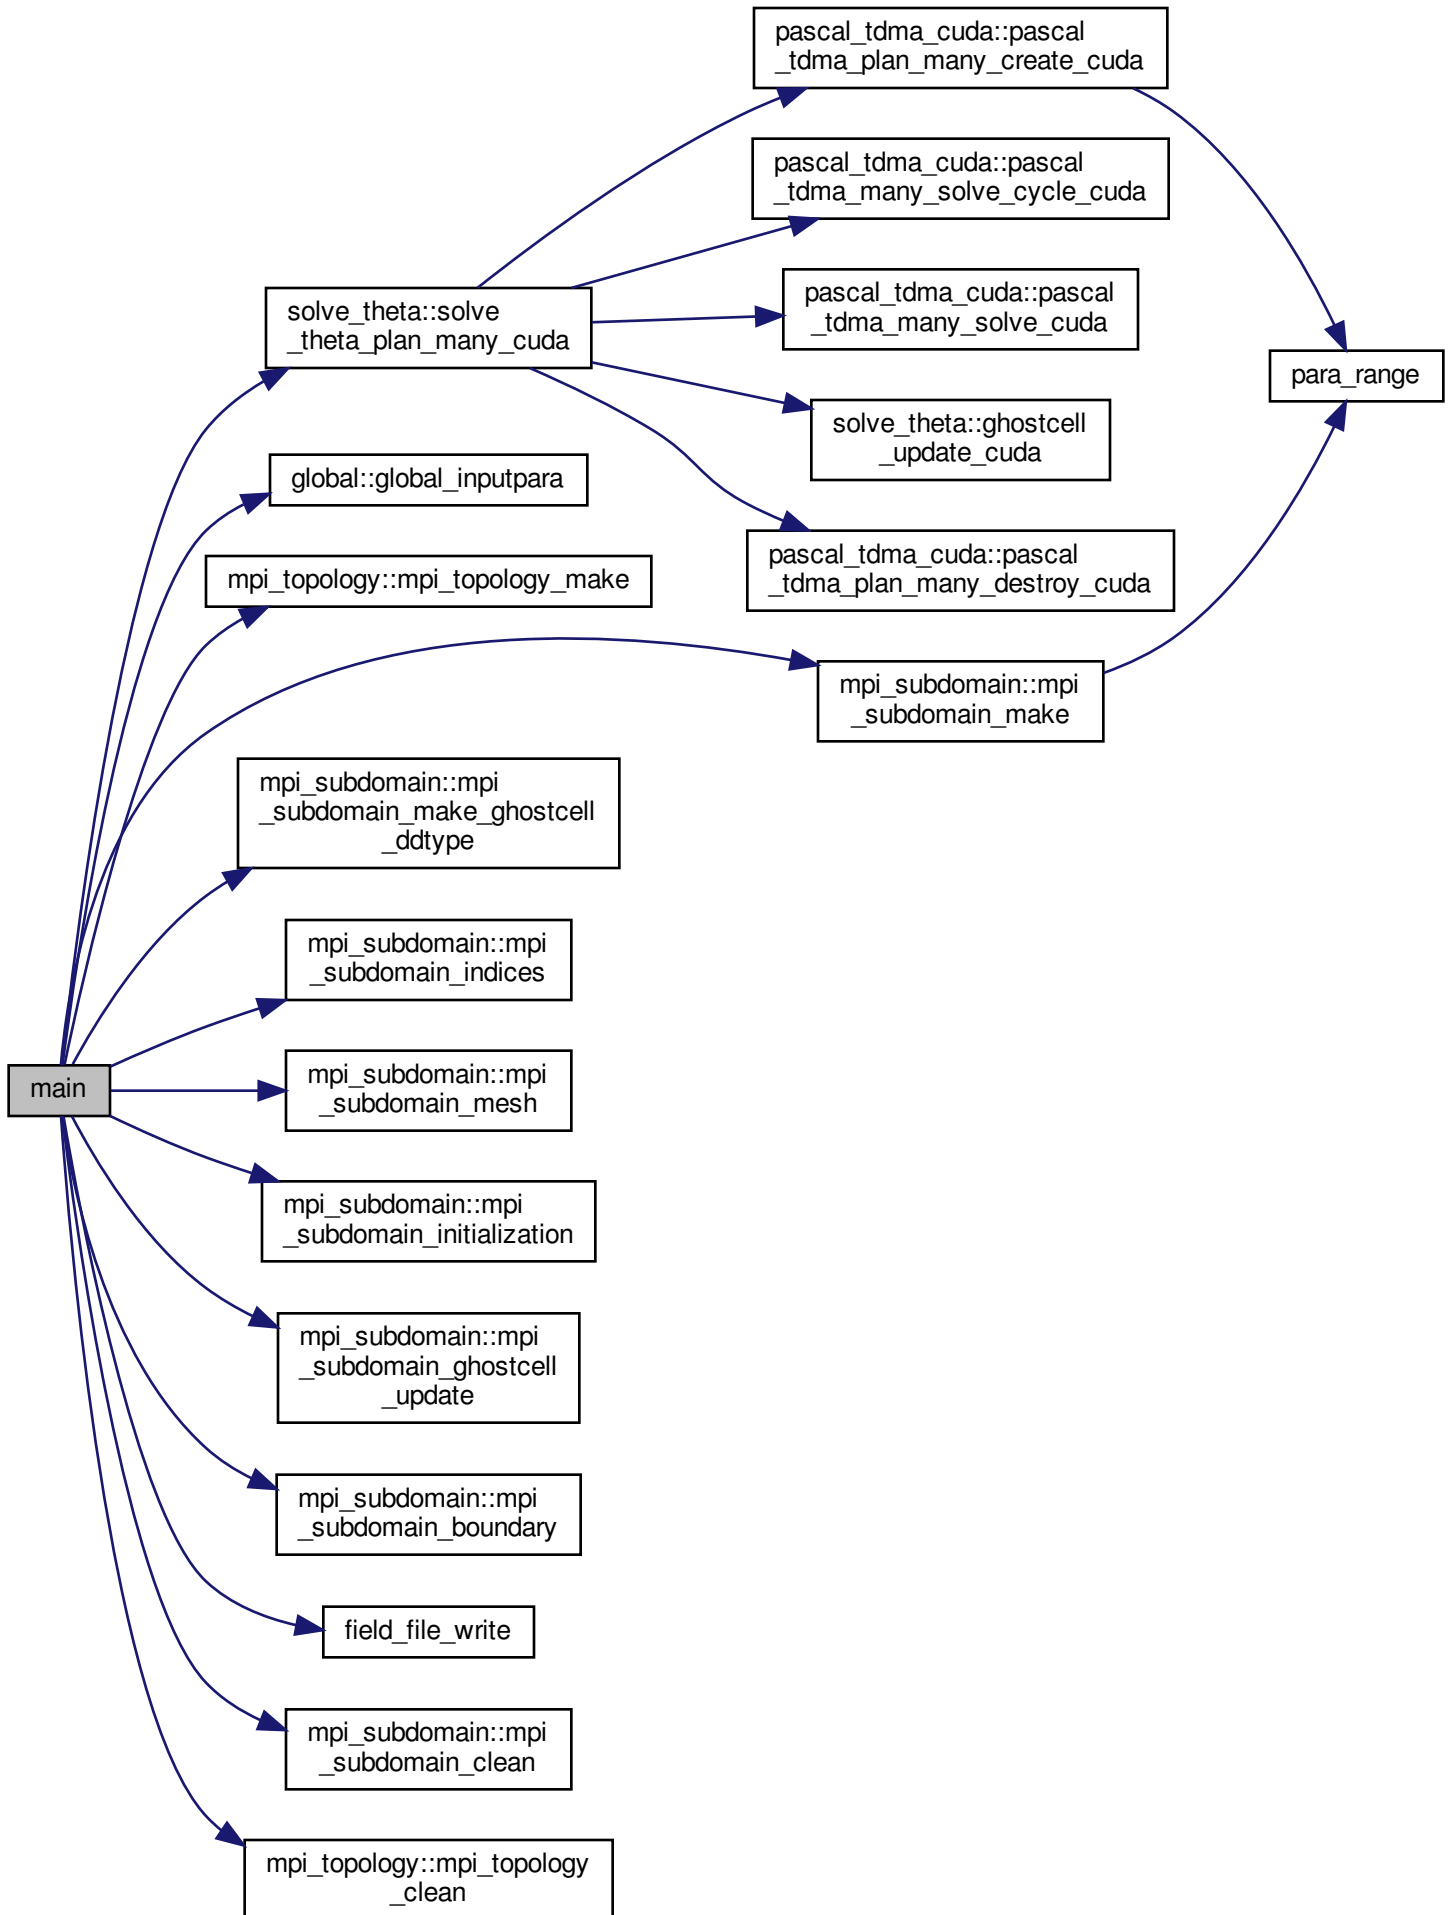 pascal_tdma_cuda::pascal
_tdma_plan_many_create_cuda
pascal_tdma_cuda::pascal
_tdma_many_solve_cycle_cuda
pascal_tdma_cuda::pascal
_tdma_many_solve_cuda
solve_theta::solve
_theta_plan_many_cuda
para_range
solve_theta::ghostcell
_update_cuda
global::global_inputpara
pascal_tdma_cuda::pascal
_tdma_plan_many_destroy_cuda
mpi_topology::mpi_topology_make
mpi_subdomain::mpi
_subdomain_make
mpi_subdomain::mpi
_subdomain_make_ghostcell
_ddtype
mpi_subdomain::mpi
_subdomain_indices
main
mpi_subdomain::mpi
_subdomain_mesh
mpi_subdomain::mpi
_subdomain_initialization
mpi_subdomain::mpi
_subdomain_ghostcell
_update
mpi_subdomain::mpi
_subdomain_boundary
field_file_write
mpi_subdomain::mpi
_subdomain_clean
mpi_topology::mpi_topology
_clean